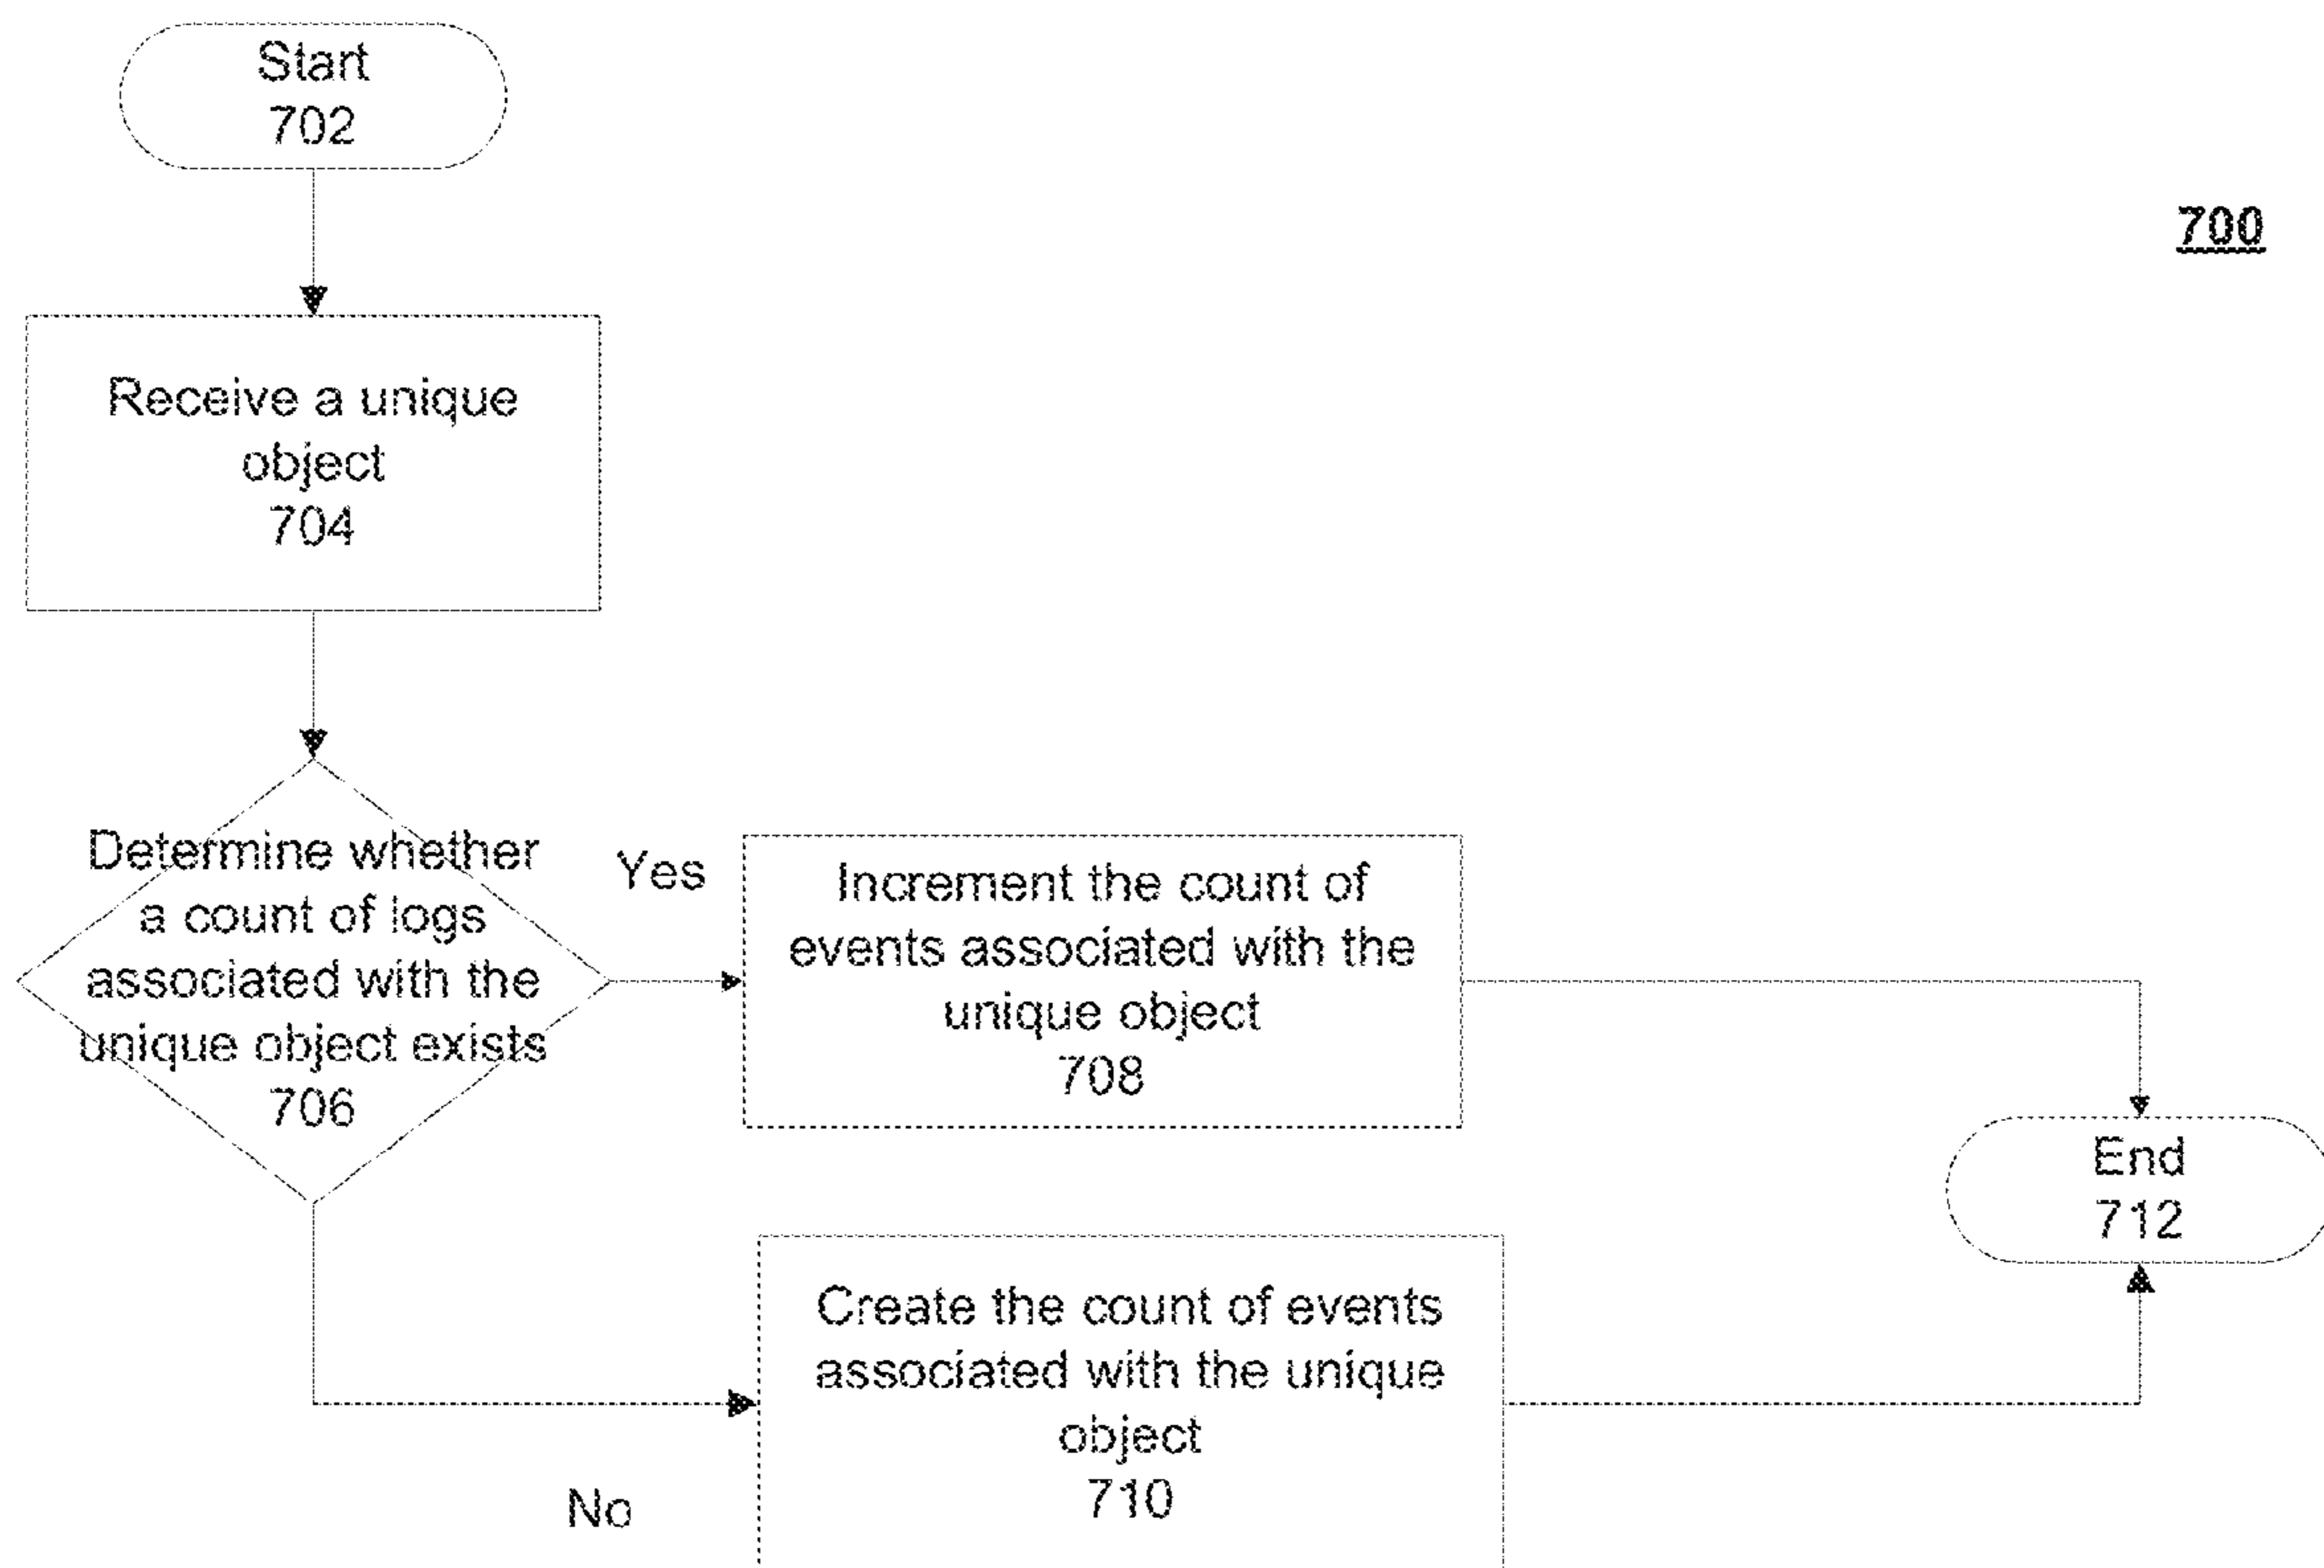 Start
702
700
Receive a unique
object
704
Determine whether
a count of logs
associated with the
unique object exists
706
Yes
Increment the count of
events associated with the
unique object
708
End
712
Create the count of events
associated with the unique
object
710
No